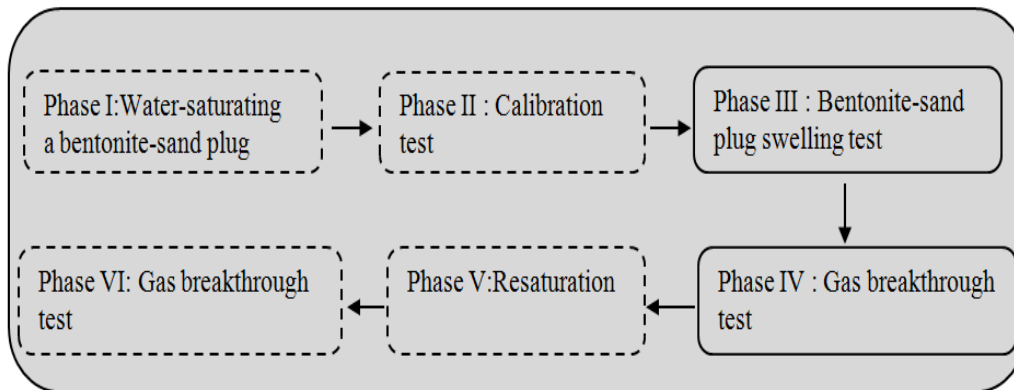 Phase I:Water-saturating
a bentonite-sand plug
Phase II : Calibration
test
Phase III : Bentonite-sand
plug swelling test
Phase IV : Gas breakthrough
test
Phase V:Resaturation
Phase VI: Gas breakthrough
test